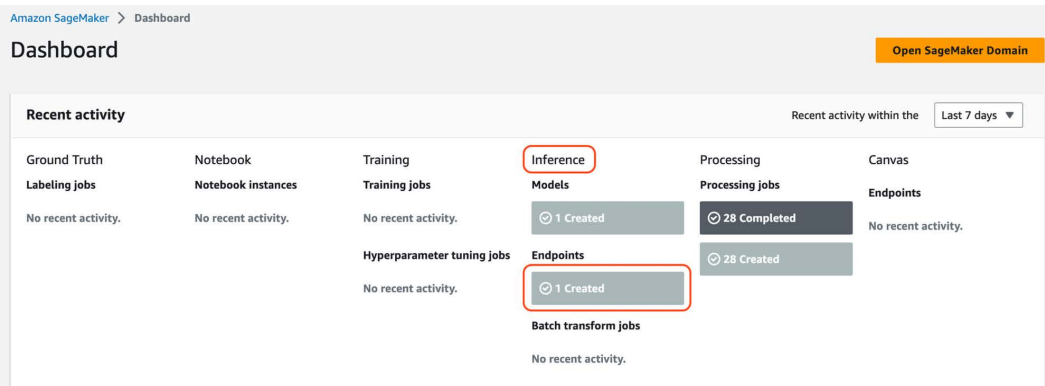 Amazon SageMaker > Dashboard
Dashboard
Open SageMaker Domain
Recent activity
Recent activity within the
Last 7 days
Ground Truth
Labeling jobs
No recent activity.
Notebook
Notebook instances
No recent activity.
Training
Training jobs
No recent activity.
Hyperparameter tuning jobs
No recent activity.
Inference
Models
1 Created
Endpoints
1 Created
Batch transform jobs
No recent activity.
Processing
Processing jobs
28 Completed
28 Created
Canvas
Endpoints
No recent activity.